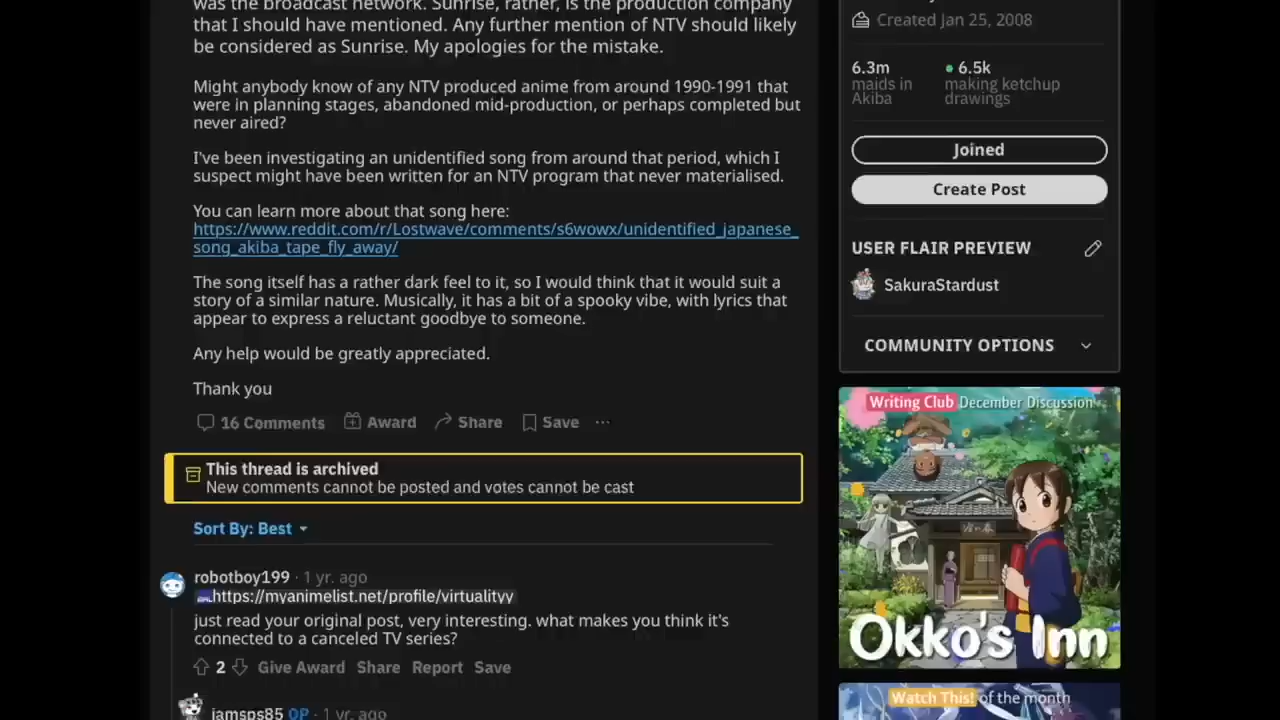 was the broadcast network. Sunrise, rather, is the production company
that I should have mentioned. Any further mention of NTV should likely
be considered as Sunrise. My apologies for the mistake.
Might anybody know of any NTV produced anime from around 1990-1991 that
were in planning stages, abandoned mid-production, or perhaps completed but
never aired?
I've been investigating an unidentified song from around that period, which I
suspect might have been written for an NTV program that never materialised.
You can learn more about that song here:
https://www.reddit.com/r/Lostwave/comments/s6wowx/unidentified_japanese_
song_akiba_tape_fly_away/
The song itself has a rather dark feel to it, so I would think that it would suit a
story of a similar nature. Musically, it has a bit of a spooky vibe, with lyrics that
appear to express a reluctant goodbye to someone.
Any help would be greatly appreciated.
Thank you
16 Comments Award Share Save ...
This thread is archived
New comments cannot be posted and votes cannot be cast
Sort By: Best
robotboy199 · 1 yr. ago
https://myanimelist.net/profile/virtualityy
just read your original post, very interesting. what makes you think it's
connected to a canceled TV series?
2 Give Award Share Report Save
jamsps85 OP · 1 yr. ago
Created Jan 25, 2008
6.3m 6.5k
maids in making ketchup
Akiba drawings
Joined
Create Post
USER FLAIR PREVIEW
SakuraStardust
COMMUNITY OPTIONS
Writing Club December Discussion
Okko's Inn
Watch This! of the month